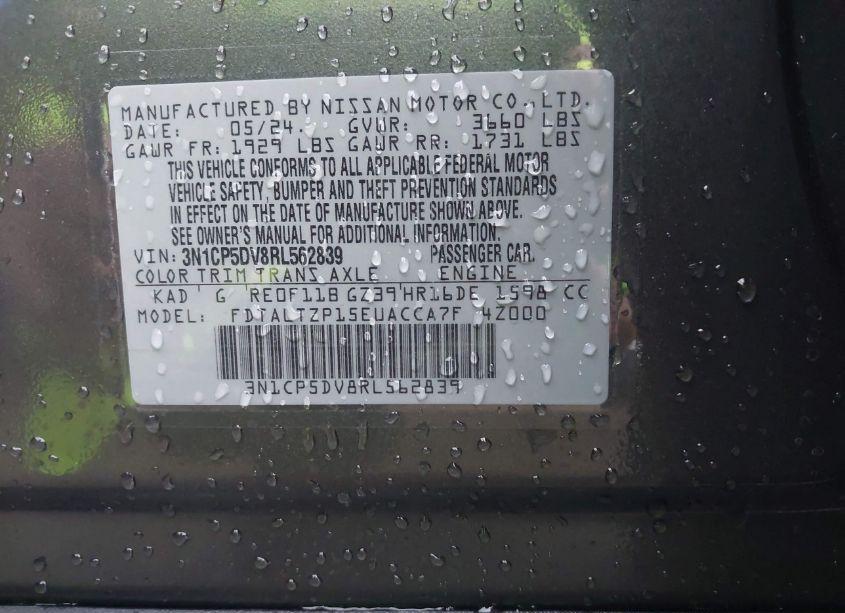 MANUFACTURED BY NISSAN MOTOR CO., LTD.
DATE: 05/24. GVWR: 3660 LBS
GAWR FR: 1929 LBS GAWR RR: 1731 LBS
THIS VEHICLE CONFORMS TO ALL APPLICABLE FEDERAL MOTOR
VEHICLE SAFETY, BUMPER AND THEFT PREVENTION STANDARDS
IN EFFECT ON THE DATE OF MANUFACTURE SHOWN ABOVE.
SEE OWNER'S MANUAL FOR ADDITIONAL INFORMATION.
VIN: 3N1CP5DV8RL562839 PASSENGER CAR.
COLOR TRIM TRANS AXLE ENGINE
KAD G RE0F11B GZ39 HR16DE 1598 CC
MODEL: FDTALTZP15EUACCA7F 4Z000
3N1CP5DV8RL562839